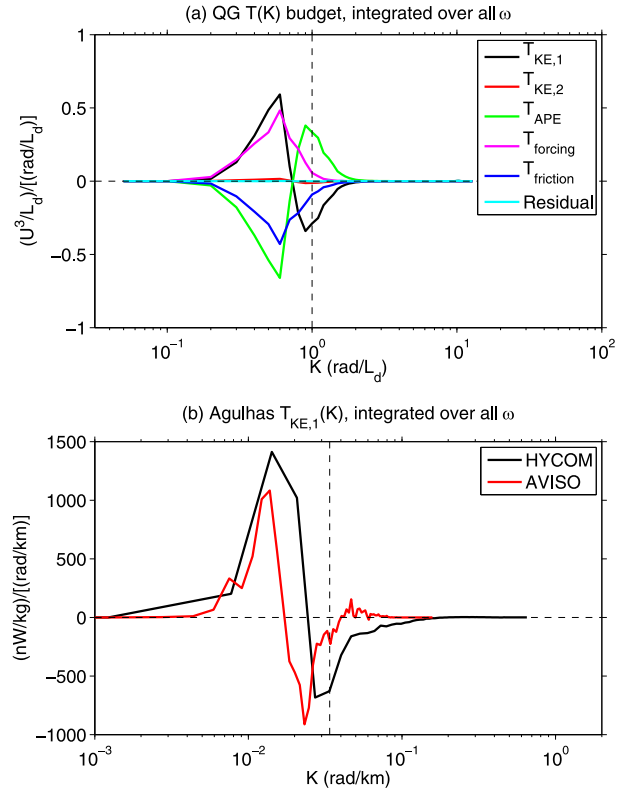 (a) QG T(K) budget, integrated over all ω
(U³/L_d)/[(rad/L_d)]
1
0.5
0
−0.5
−1
T_KE,1
T_KE,2
T_APE
T_forcing
T_friction
Residual
10⁻¹ 10⁰ 10¹ 10²
K (rad/L_d)
(b) Agulhas T_KE,1(K), integrated over all ω
(nW/kg)/[(rad/km)]
1500
1000
500
0
−500
−1000
HYCOM
AVISO
10⁻³ 10⁻² 10⁻¹ 10⁰
K (rad/km)